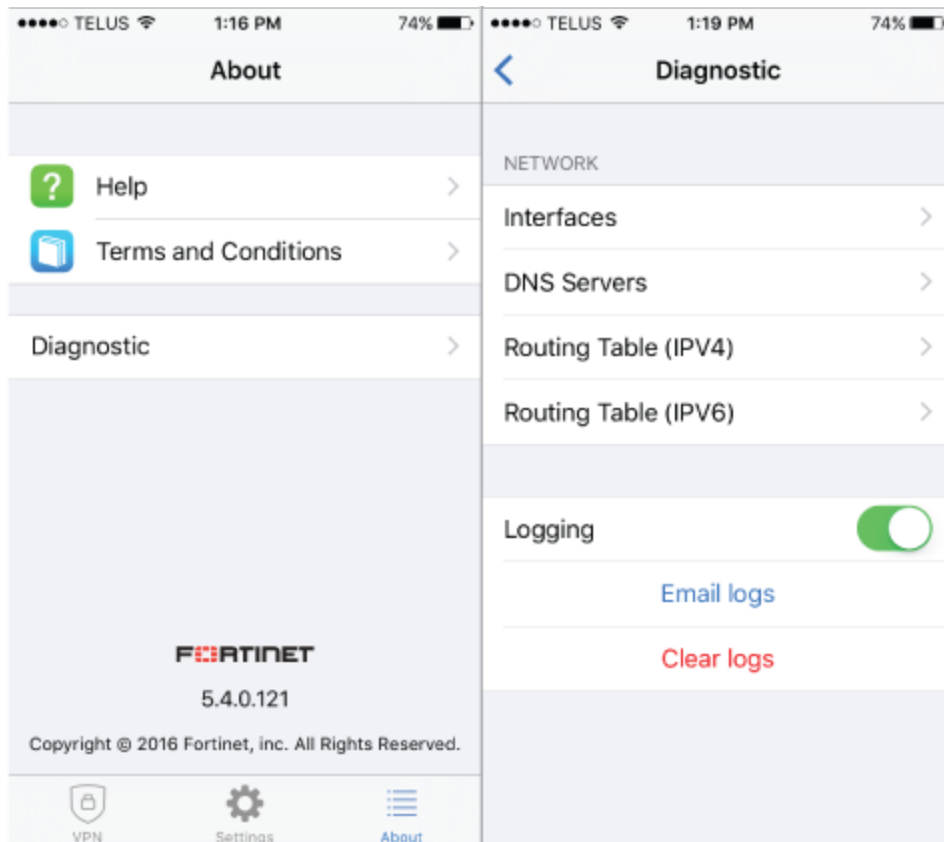 TELUS 1:16 PM 74%
About
? Help
Terms and Conditions
Diagnostic
FORTINET
5.4.0.121
Copyright © 2016 Fortinet, inc. All Rights Reserved.
VPN Settings About
TELUS 1:19 PM 74%
Diagnostic
NETWORK
Interfaces
DNS Servers
Routing Table (IPV4)
Routing Table (IPV6)
Logging
Email logs
Clear logs